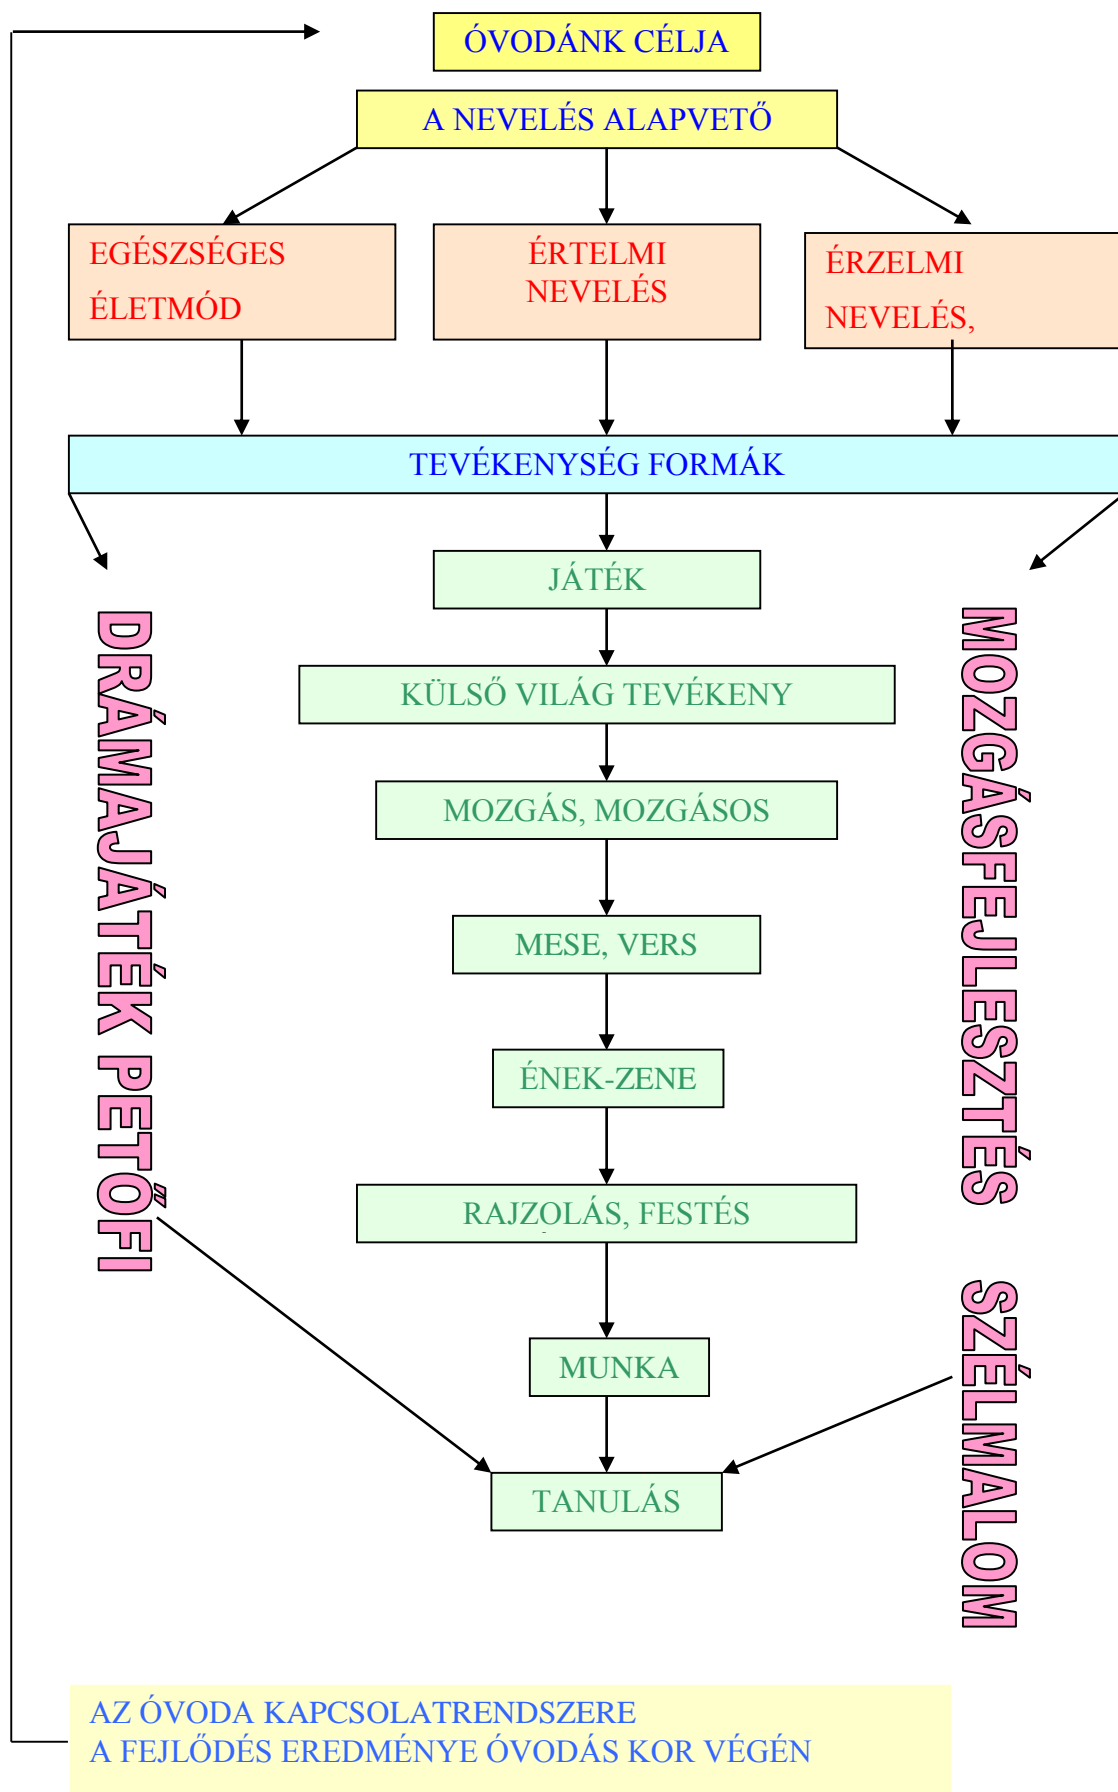 ÓVODÁNK CÉLJA
A NEVELÉS ALAPVETŐ
EGÉSZSÉGES
ÉLETMÓD
ÉRTELMI
NEVELÉS
ÉRZELMI
NEVELÉS,
TEVÉKENYSÉG FORMÁK
JÁTÉK
KÜLSŐ VILÁG TEVÉKENY
MOZGÁS, MOZGÁSOS
MESE, VERS
ÉNEK-ZENE
RAJZOLÁS, FESTÉS
MUNKA
TANULÁS
DRÁMAJÁTÉK PETŐFI
MOZGÁSFEJLESZTÉS SZÉLMALOM
AZ ÓVODA KAPCSOLATRENDSZERE
A FEJLŐDÉS EREDMÉNYE ÓVODÁS KOR VÉGÉN